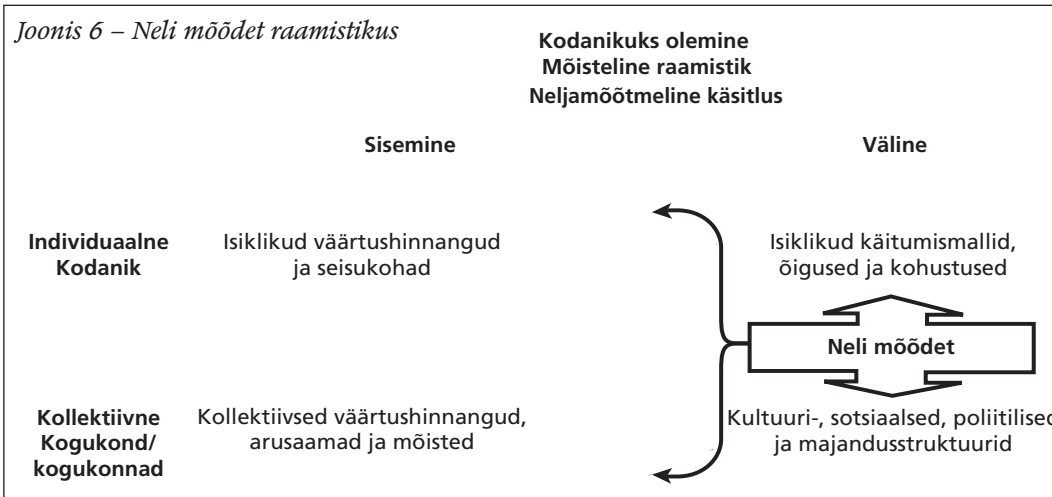 Joonis 6 – Neli mõõdet raamistikus
Kodanikuks olemine
Mõisteline raamistik
Neljamõõtmeline käsitlus
Sisemine
Väline
Individuaalne
Kodanik
Isiklikud väärtushinnangud
ja seisukohad
Isiklikud käitumismallid,
õigused ja kohustused
Neli mõõdet
Kollektiivne
Kogukond/
kogukonnad
Kollektiivsed väärtushinnangud,
arusaamad ja mõisted
Kultuuri-, sotsiaalsed, poliitilised
ja majandusstruktuurid